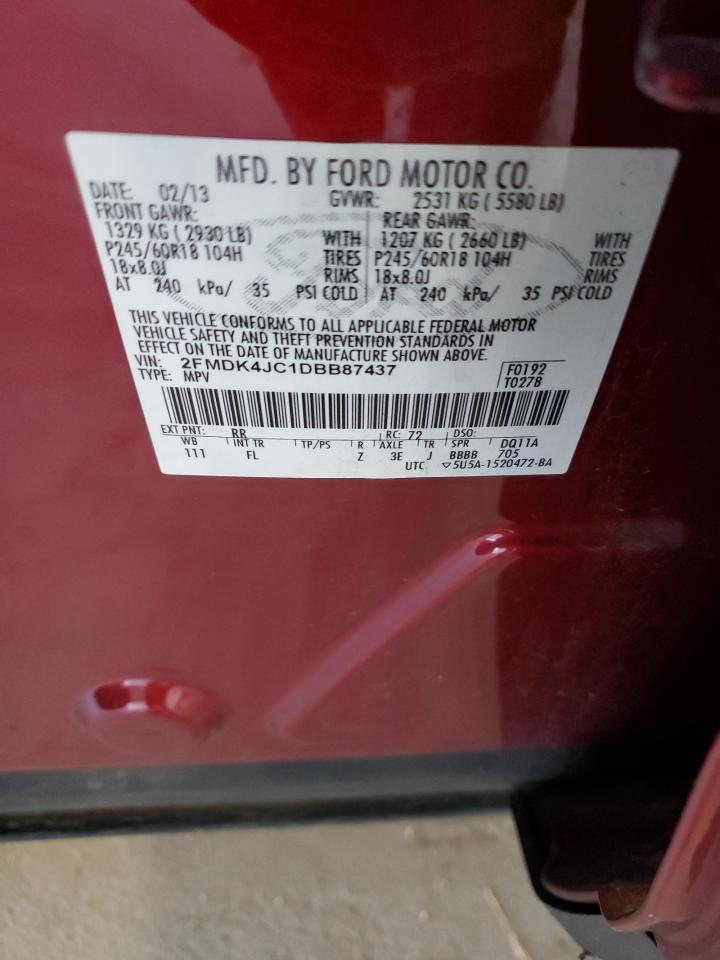 MFD. BY FORD MOTOR CO.
DATE: 02/13 GVWR: 2531 KG ( 5580 LB)
FRONT GAWR: REAR GAWR:
1329 KG ( 2930 LB) WITH 1207 KG ( 2660 LB) WITH
P245/60R18 104H TIRES P245/60R18 104H TIRES
18x8.0J RIMS 18x8.0J RIMS
AT 240 kPa/ 35 PSI COLD AT 240 kPa/ 35 PSI COLD
THIS VEHICLE CONFORMS TO ALL APPLICABLE FEDERAL MOTOR
VEHICLE SAFETY AND THEFT PREVENTION STANDARDS IN
EFFECT ON THE DATE OF MANUFACTURE SHOWN ABOVE.
VIN: 2FMDK4JC1DBB87437 F0192
TYPE: MPV T0278
EXT PNT: RR RC: 72 DSO:
WB INT TR TP/PS R AXLE TR SPR DQ11A
111 FL Z 3E J BBBB 705
UTC ▽5U5A-1520472-BA